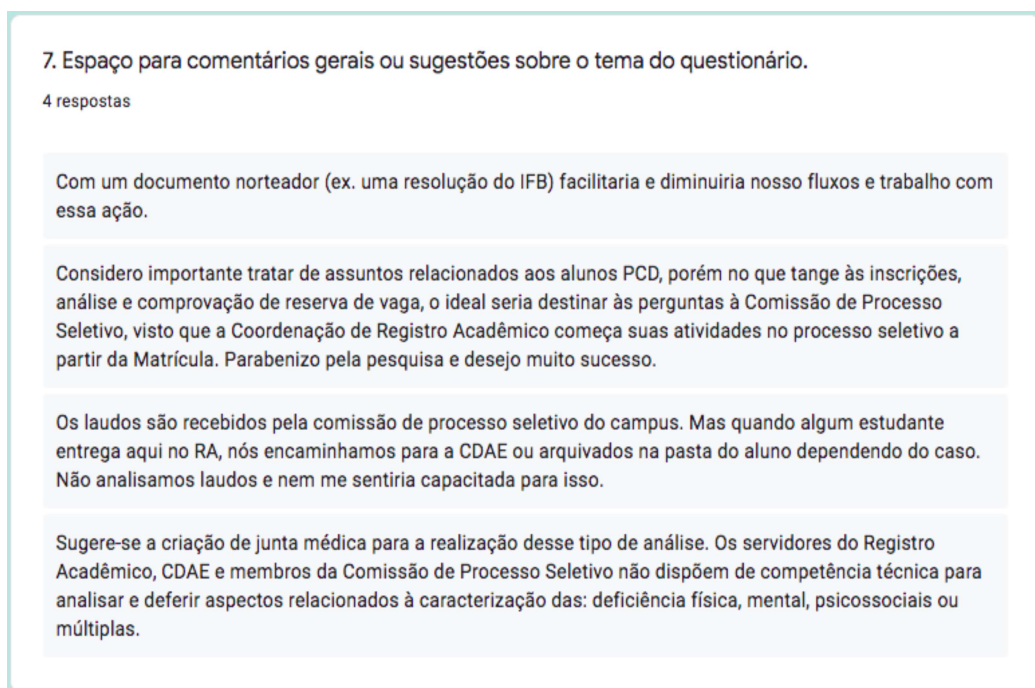 7. Espaço para comentários gerais ou sugestões sobre o tema do questionário.
4 respostas
Com um documento norteador (ex. uma resolução do IFB) facilitaria e diminuiria nosso fluxos e trabalho com
essa ação.
Considero importante tratar de assuntos relacionados aos alunos PCD, porém no que tange às inscrições,
análise e comprovação de reserva de vaga, o ideal seria destinar às perguntas à Comissão de Processo
Seletivo, visto que a Coordenação de Registro Acadêmico começa suas atividades no processo seletivo a
partir da Matrícula. Parabenizo pela pesquisa e desejo muito sucesso.
Os laudos são recebidos pela comissão de processo seletivo do campus. Mas quando algum estudante
entrega aqui no RA, nós encaminhamos para a CDAE ou arquivados na pasta do aluno dependendo do caso.
Não analisamos laudos e nem me sentiria capacitada para isso.
Sugere-se a criação de junta médica para a realização desse tipo de análise. Os servidores do Registro
Acadêmico, CDAE e membros da Comissão de Processo Seletivo não dispõem de competência técnica para
analisar e deferir aspectos relacionados à caracterização das: deficiência física, mental, psicossociais ou
múltiplas.